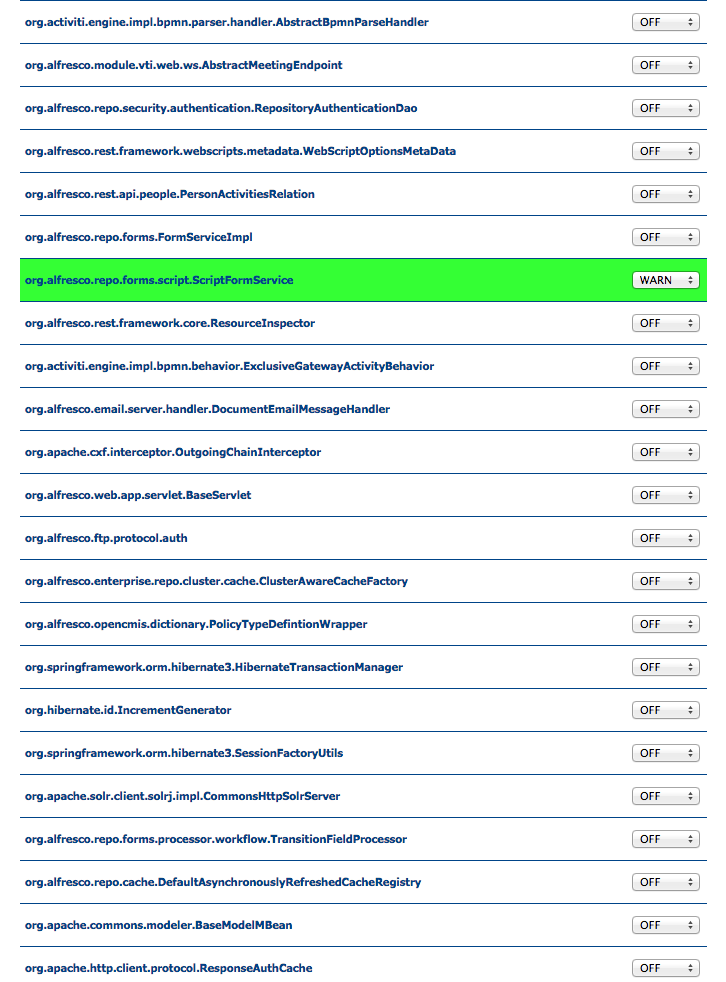 org.activiti.engine.impl.bpmn.parser.handler.AbstractBpmnParseHandler OFF
org.alfresco.module.vti.web.ws.AbstractMeetingEndpoint OFF
org.alfresco.repo.security.authentication.RepositoryAuthenticationDao OFF
org.alfresco.rest.framework.webscripts.metadata.WebScriptOptionsMetaData OFF
org.alfresco.rest.api.people.PersonActivitiesRelation OFF
org.alfresco.repo.forms.FormServiceImpl OFF
org.alfresco.repo.forms.script.ScriptFormService WARN
org.alfresco.rest.framework.core.ResourceInspector OFF
org.activiti.engine.impl.bpmn.behavior.ExclusiveGatewayActivityBehavior OFF
org.alfresco.email.server.handler.DocumentEmailMessageHandler OFF
org.apache.cxf.interceptor.OutgoingChainInterceptor OFF
org.alfresco.web.app.servlet.BaseServlet OFF
org.alfresco.ftp.protocol.auth OFF
org.alfresco.enterprise.repo.cluster.cache.ClusterAwareCacheFactory OFF
org.alfresco.opencmis.dictionary.PolicyTypeDefintionWrapper OFF
org.springframework.orm.hibernate3.HibernateTransactionManager OFF
org.hibernate.id.IncrementGenerator OFF
org.springframework.orm.hibernate3.SessionFactoryUtils OFF
org.apache.solr.client.solrj.impl.CommonsHttpSolrServer OFF
org.alfresco.repo.forms.processor.workflow.TransitionFieldProcessor OFF
org.alfresco.repo.cache.DefaultAsynchronouslyRefreshedCacheRegistry OFF
org.apache.commons.modeler.BaseModelMBean OFF
org.apache.http.client.protocol.ResponseAuthCache OFF